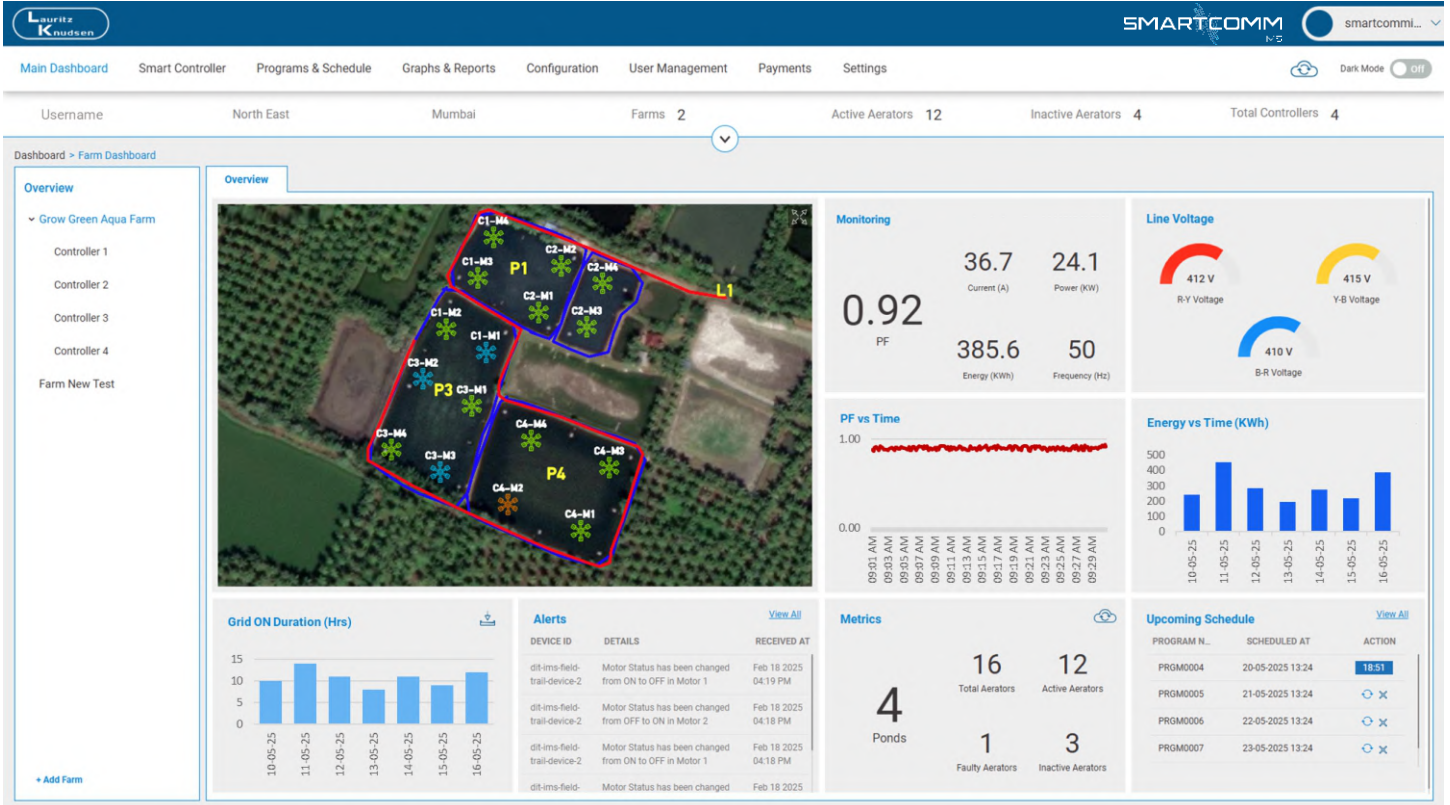 Lauritz
Knudsen
SMARTCOMM
smartcommi...
Main Dashboard Smart Controller Programs & Schedule Graphs & Reports Configuration User Management Payments Settings
Dark Mode Off
Username North East Mumbai Farms 2 Active Aerators 12 Inactive Aerators 4 Total Controllers 4
Dashboard > Farm Dashboard
Overview
Grow Green Aqua Farm
Controller 1
Controller 2
Controller 3
Controller 4
Farm New Test
+ Add Farm
Overview
C1-M4
C2-M2
C1-M3
P1
C2-M4
L1
C2-M1
C2-M3
C1-M2
C1-M1
C3-M2
P3
C3-M1
C4-M4
C3-M4
C3-M3
C4-M3
P4
C4-M2
C4-M1
Monitoring
0.92
PF
36.7
Current (A)
24.1
Power (KW)
385.6
Energy (KWh)
50
Frequency (Hz)
Line Voltage
412 V
R-Y Voltage
415 V
Y-B Voltage
410 V
B-R Voltage
PF vs Time
1.00
0.00
09:01 AM
09:03 AM
09:05 AM
09:07 AM
09:09 AM
09:11 AM
09:13 AM
09:15 AM
09:17 AM
09:19 AM
09:21 AM
09:23 AM
09:25 AM
09:27 AM
09:29 AM
Energy vs Time (KWh)
500
400
300
200
100
0
10-05-25
11-05-25
12-05-25
13-05-25
14-05-25
15-05-25
16-05-25
Grid ON Duration (Hrs)
15
10
5
0
10-05-25
11-05-25
12-05-25
13-05-25
14-05-25
15-05-25
16-05-25
Alerts
View All
DEVICE ID DETAILS RECEIVED AT
dit-ims-field- Motor Status has been changed Feb 18 2025
trail-device-2 from ON to OFF in Motor 1 04:19 PM
dit-ims-field- Motor Status has been changed Feb 18 2025
trail-device-2 from OFF to ON in Motor 2 04:18 PM
dit-ims-field- Motor Status has been changed Feb 18 2025
trail-device-2 from ON to OFF in Motor 1 04:18 PM
dit-ims-field- Motor Status has been changed Feb 18 2025
Metrics
4
Ponds
16
Total Aerators
12
Active Aerators
1
Faulty Aerators
3
Inactive Aerators
Upcoming Schedule
View All
PROGRAM N... SCHEDULED AT ACTION
PRGM0004 20-05-2025 13:24 18:51
PRGM0005 21-05-2025 13:24
PRGM0006 22-05-2025 13:24
PRGM0007 23-05-2025 13:24